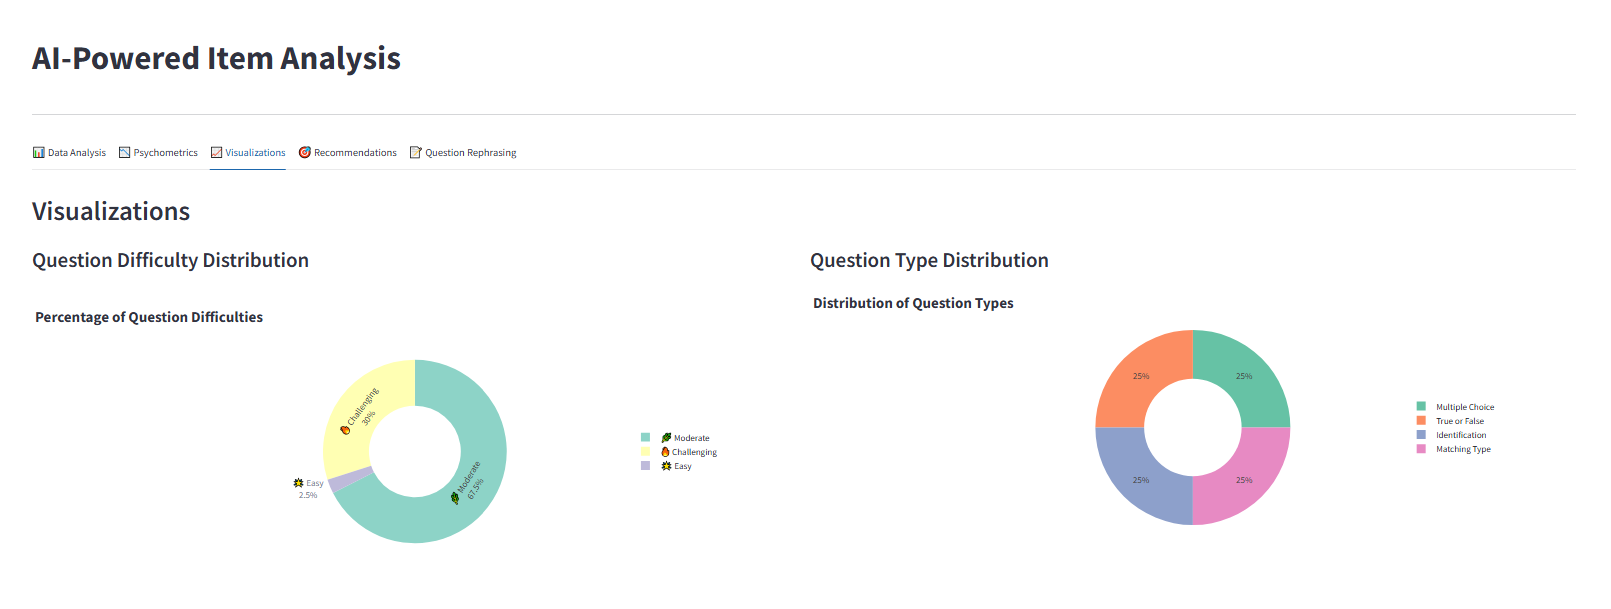 AI-Powered Item Analysis
Data Analysis
Psychometrics
Visualizations
Recommendations
Question Rephrasing
Visualizations
Question Difficulty Distribution
Percentage of Question Difficulties
Challenging
30%
Moderate
67.5%
Easy
2.5%
Moderate
Challenging
Easy
Question Type Distribution
Distribution of Question Types
25%
25%
25%
25%
Multiple Choice
True or False
Identification
Matching Type